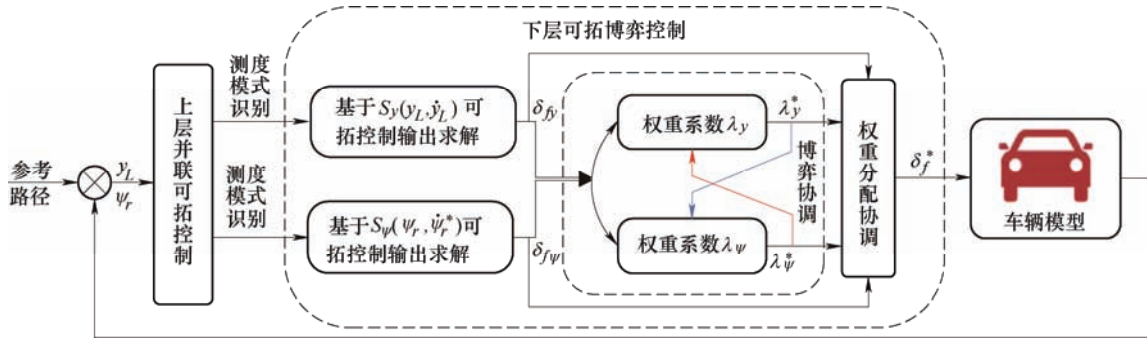 下层可拓博弈控制
参考
路径
y_L
ψ_r
上层并联可拓控制
测度
模式
识别
测度
模式
识别
基于S_y(y_L,ẏ_L)可
拓控制输出求解
基于S_ψ(ψ_r,ψ̇_r^*)可
拓控制输出求解
δ_{fy}
δ_{fψ}
权重系数λ_y
权重系数λ_ψ
λ_y^*
λ_ψ^*
博弈协调
权重分配协调
δ_f^*
车辆模型